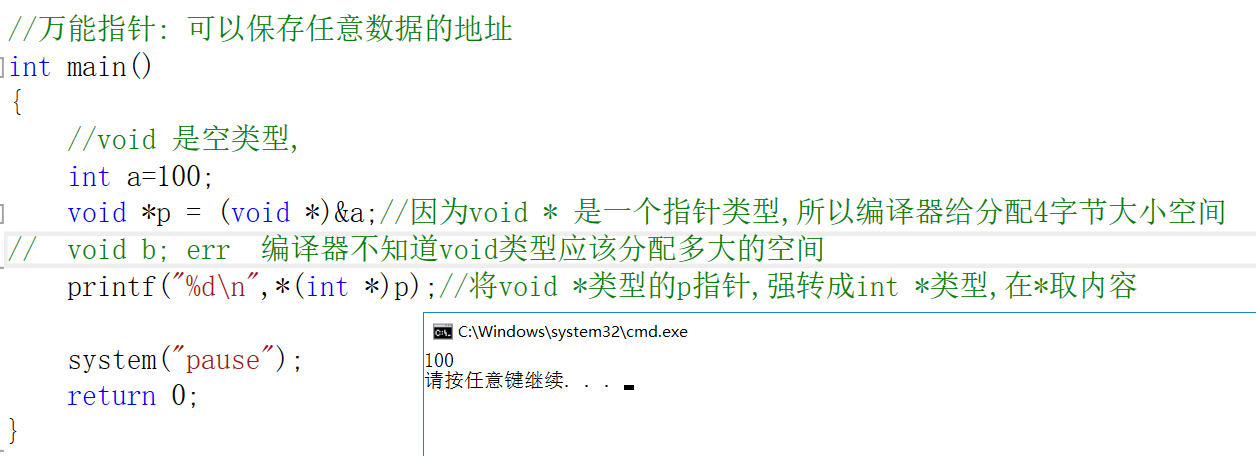 //万能指针: 可以保存任意数据的地址
int main()
{
//void 是空类型,
int a=100;
void *p = (void *)&a;//因为void * 是一个指针类型,所以编译器给分配4字节大小空间
// void b; err 编译器不知道void类型应该分配多大的空间
printf("%d\n",*(int *)p);//将void *类型的p指针,强转成int *类型,在*取内容
C:\Windows\system32\cmd.exe
100
请按任意键继续. . .
system("pause");
return 0;
}